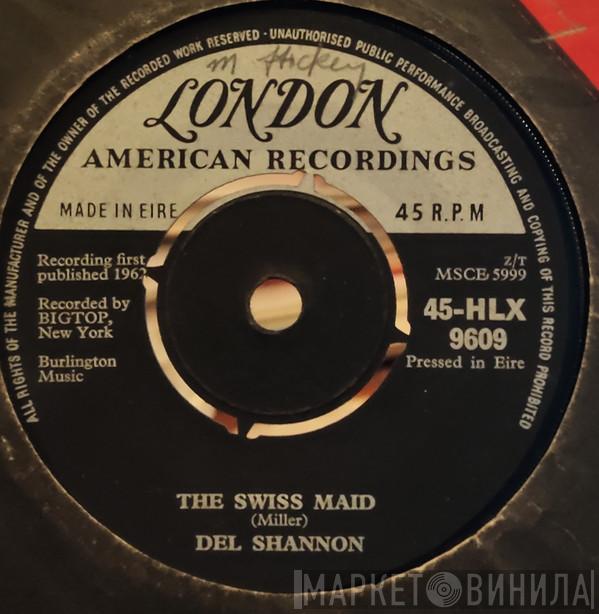 ALL RIGHTS OF THE MANUFACTURER AND OF THE OWNER OF THE RECORDED WORK RESERVED - UNAUTHORISED PUBLIC PERFORMANCE BROADCASTING AND COPYING OF THIS RECORD PROHIBITED
m Hickey
LONDON
AMERICAN RECORDINGS
MADE IN EIRE
45 R.P.M
Recording first
published 1962
Recorded by
BIGTOP,
New York
Burlington
Music
Z/T
MSCE 5999
45-HLX
9609
Pressed in Eire
THE SWISS MAID
(Miller)
DEL SHANNON
МАРКЕТ ВИНИЛА